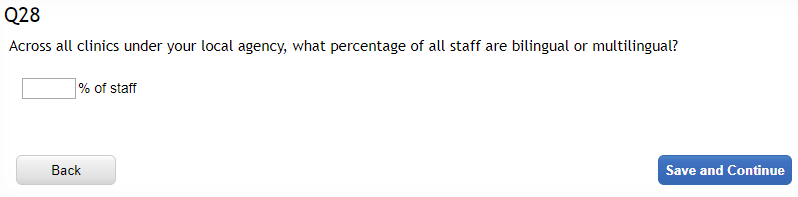 Q28
Across all clinics under your local agency, what percentage of all staff are bilingual or multilingual?
% of staff
Back
Save and Continue